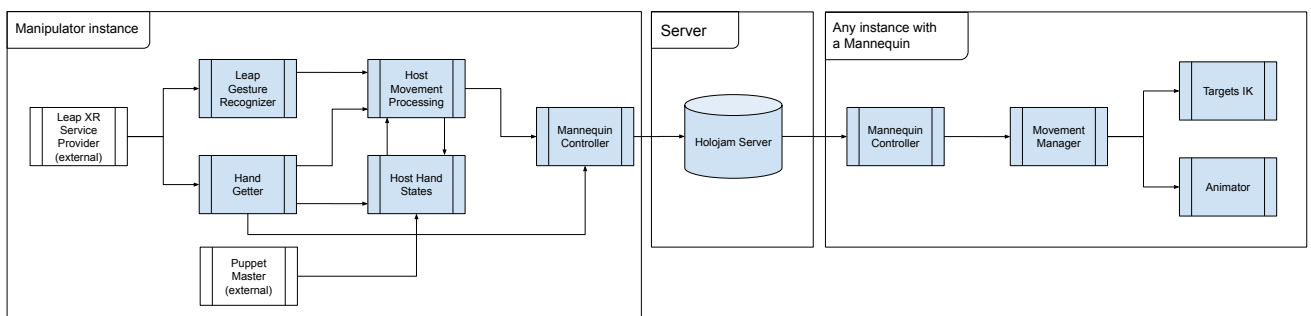 Manipulator instance
Leap XR
Service
Provider
(external)
Leap
Gesture
Recognizer
Hand
Getter
Puppet
Master
(external)
Host
Movement
Processing
Host Hand
States
Mannequin
Controller
Server
Holojam Server
Any instance with
a Mannequin
Mannequin
Controller
Movement
Manager
Targets IK
Animator